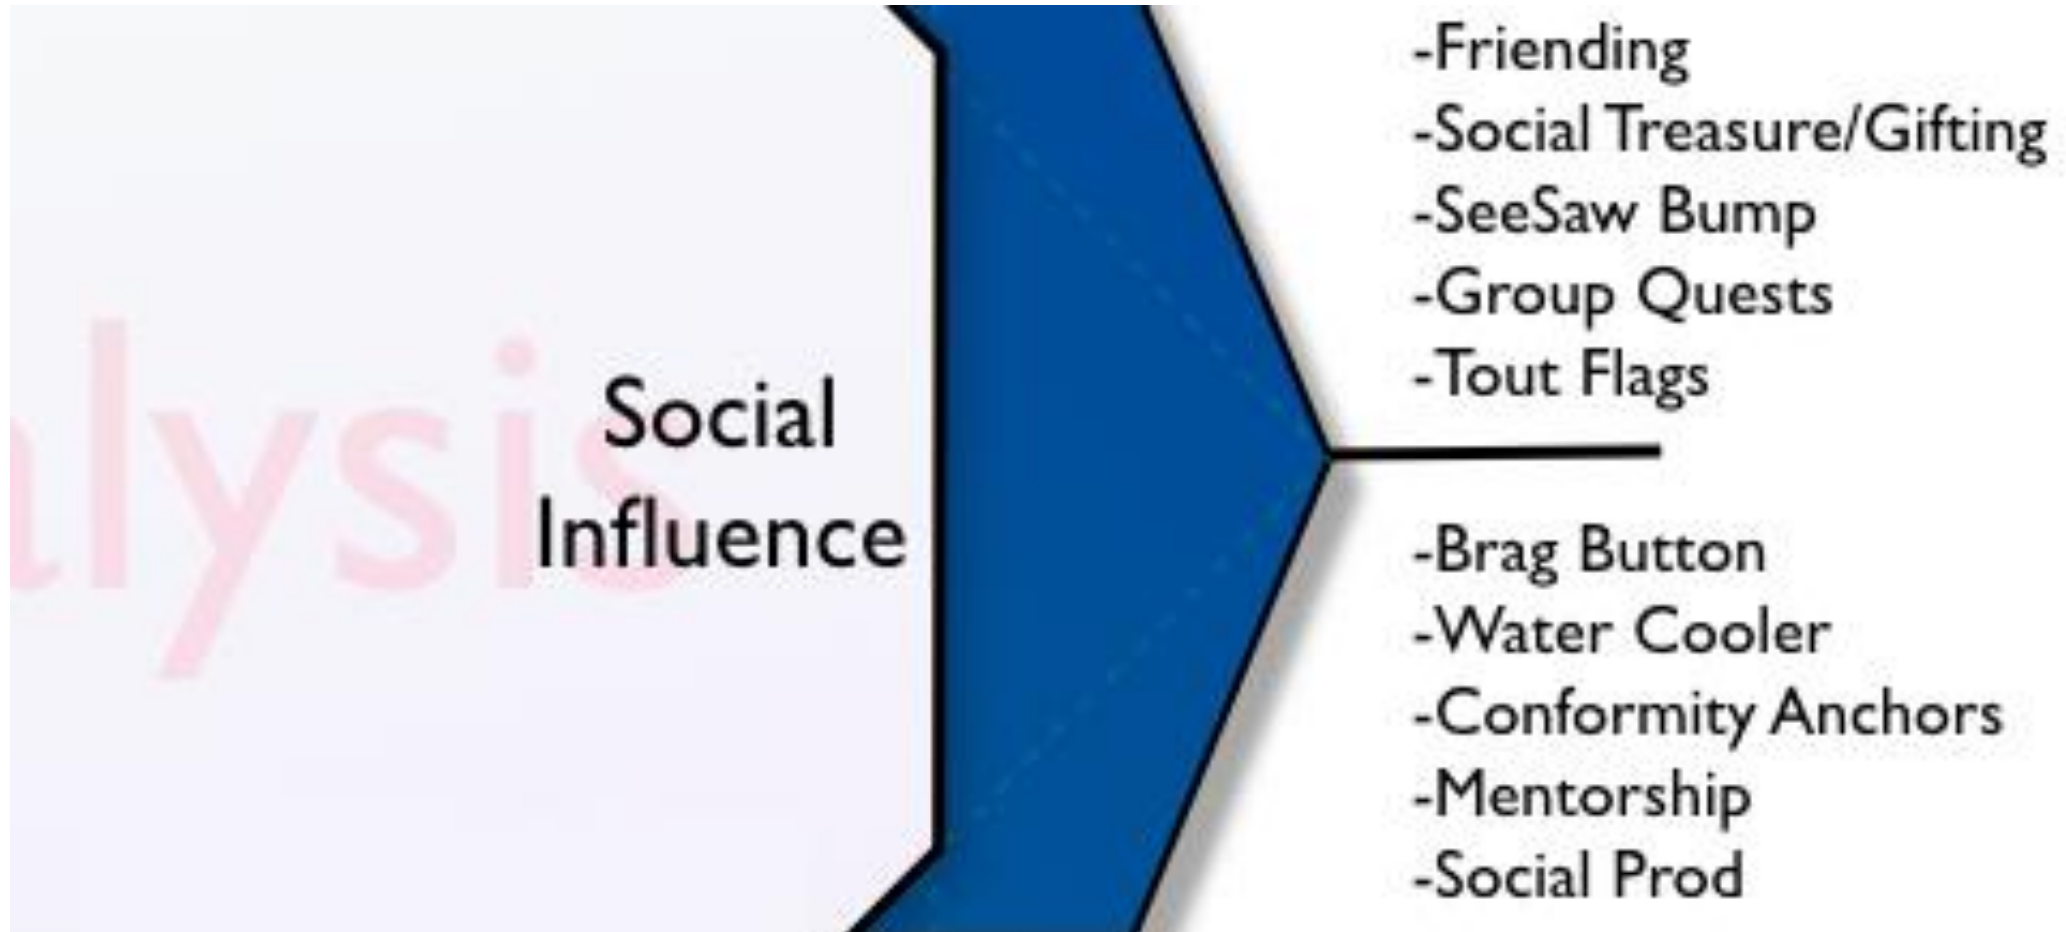 -Friending
-Social Treasure/Gifting
-SeeSaw Bump
-Group Quests
-Tout Flags
alysis
Social
Influence
-Brag Button
-Water Cooler
-Conformity Anchors
-Mentorship
-Social Prod